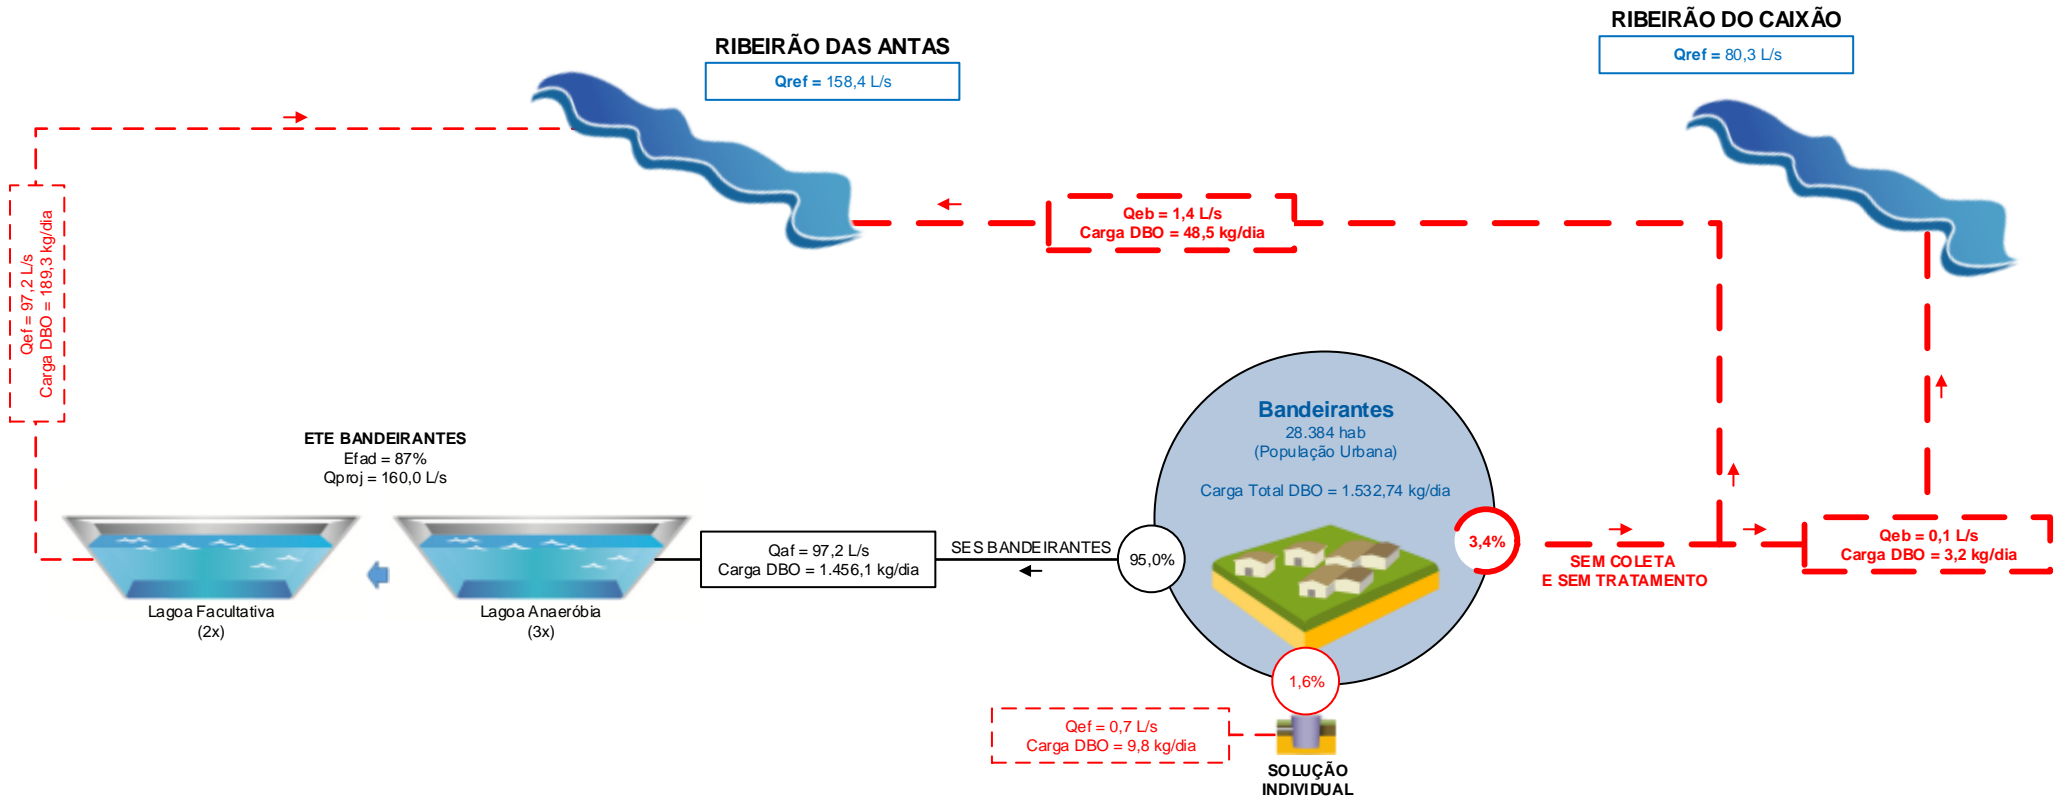 RIBEIRÃO DO CAIXÃO
Qref = 80,3 L/s
RIBEIRÃO DAS ANTAS
Qref = 158,4 L/s
Qeb = 1,4 L/s
Carga DBO = 48,5 kg/dia
Qef = 97,2 L/s
Carga DBO = 189,3 kg/dia
Bandeirantes
28.384 hab
(População Urbana)
Carga Total DBO = 1.532,74 kg/dia
ETE BANDEIRANTES
Efad = 87%
Qproj = 160,0 L/s
Qaf = 97,2 L/s
Carga DBO = 1.456,1 kg/dia
SES BANDEIRANTES
95,0%
3,4%
SEM COLETA
E SEM TRATAMENTO
Qeb = 0,1 L/s
Carga DBO = 3,2 kg/dia
Lagoa Facultativa
(2x)
Lagoa Anaeróbia
(3x)
1,6%
Qef = 0,7 L/s
Carga DBO = 9,8 kg/dia
SOLUÇÃO
INDIVIDUAL